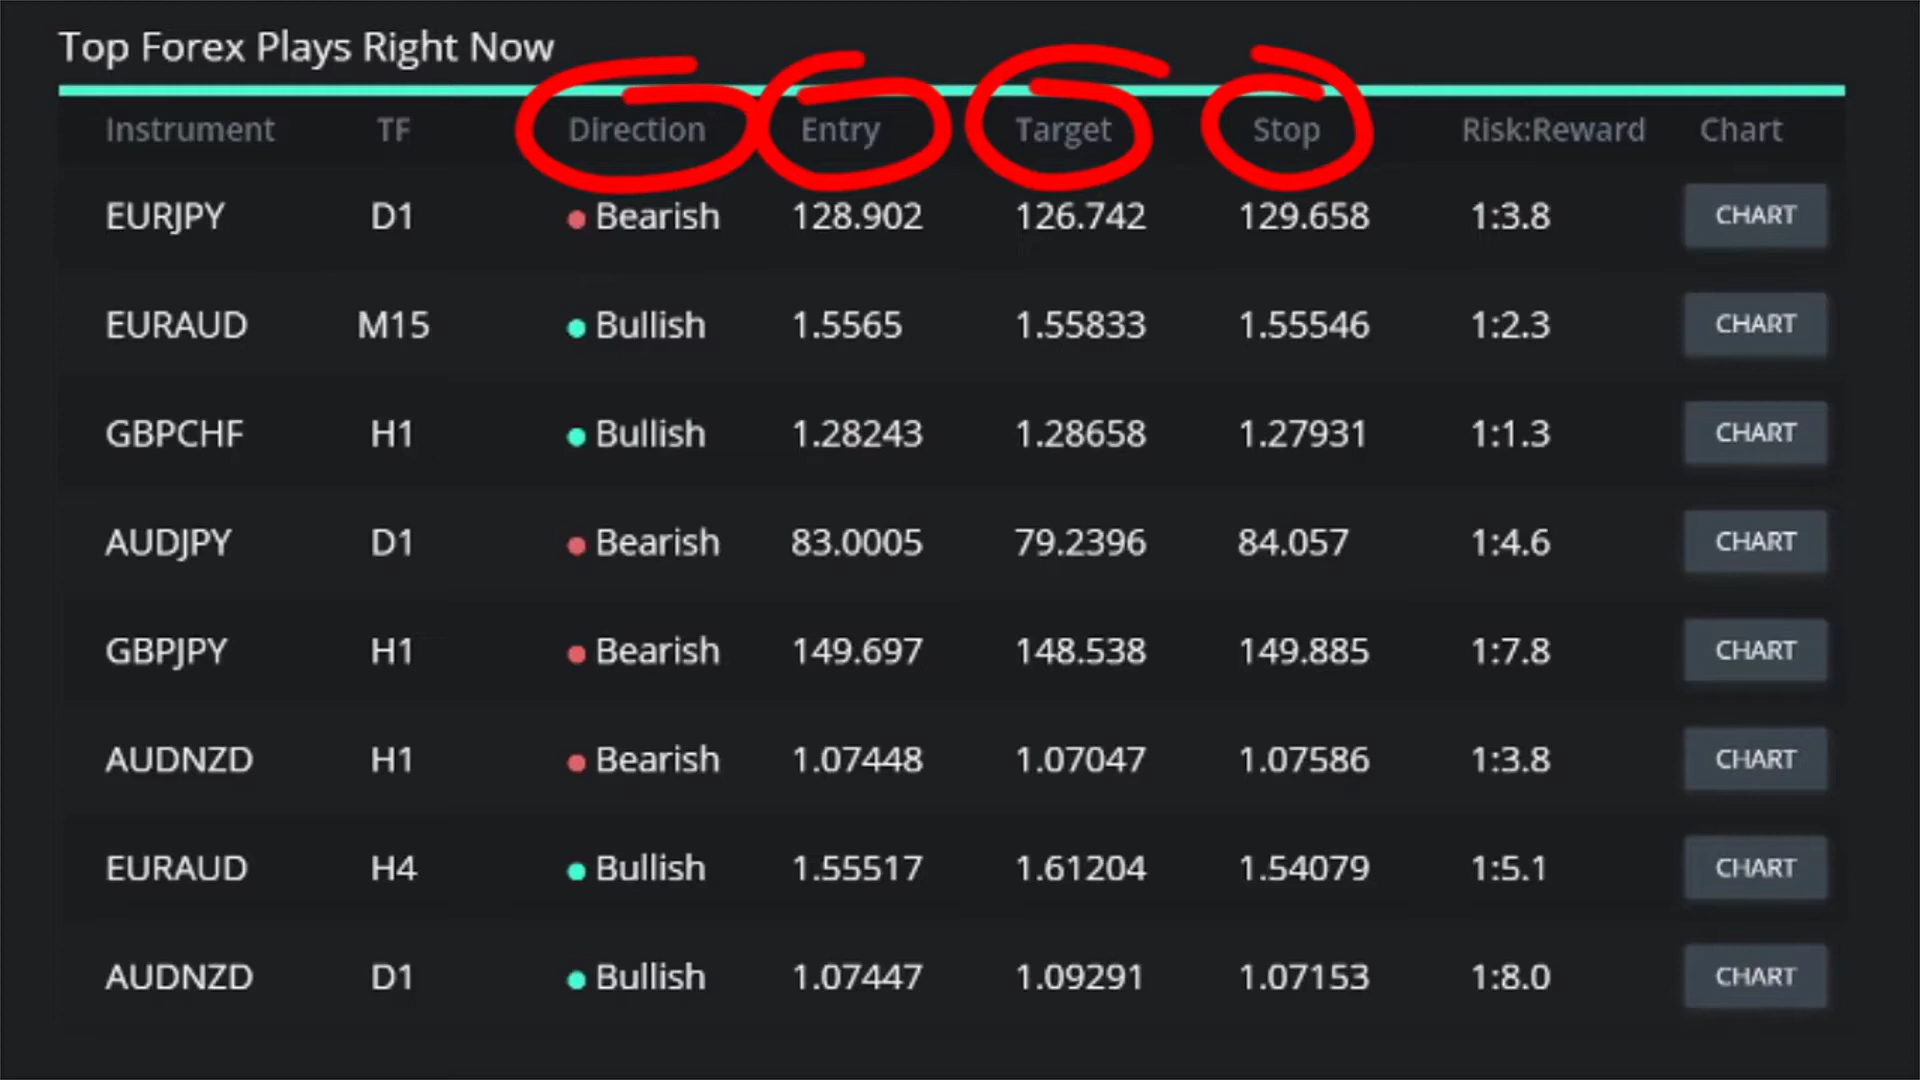 Top Forex Plays Right Now
Instrument TF Direction Entry Target Stop Risk:Reward Chart
EURJPY D1 Bearish 128.902 126.742 129.658 1:3.8 CHART
EURAUD M15 Bullish 1.5565 1.55833 1.55546 1:2.3 CHART
GBPCHF H1 Bullish 1.28243 1.28658 1.27931 1:1.3 CHART
AUDJPY D1 Bearish 83.0005 79.2396 84.057 1:4.6 CHART
GBPJPY H1 Bearish 149.697 148.538 149.885 1:7.8 CHART
AUDNZD H1 Bearish 1.07448 1.07047 1.07586 1:3.8 CHART
EURAUD H4 Bullish 1.55517 1.61204 1.54079 1:5.1 CHART
AUDNZD D1 Bullish 1.07447 1.09291 1.07153 1:8.0 CHART